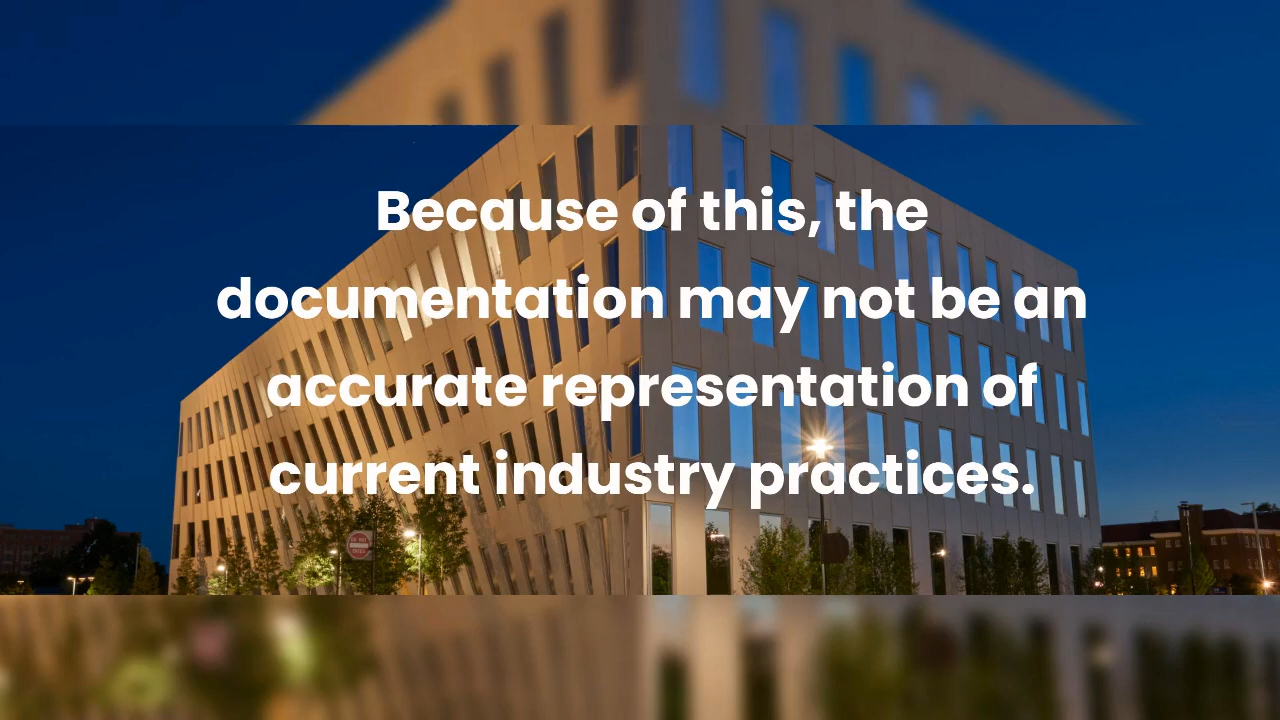 Because of this, the
documentation may not be an
accurate representation of
current industry practices.